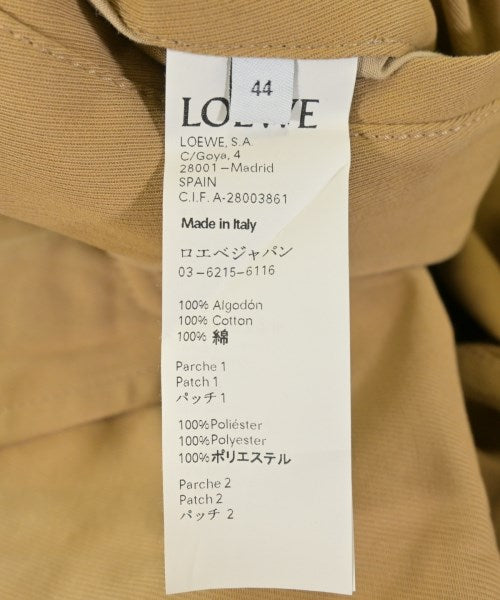 44
LOEWE
LOEWE, S.A.
C/Goya, 4
28001 – Madrid
SPAIN
C.I.F. A-28003861
Made in Italy
ロエベジャパン
03-6215-6116
100% Algodón
100% Cotton
100% 綿
Parche 1
Patch 1
パッチ 1
100% Poliéster
100% Polyester
100% ポリエステル
Parche 2
Patch 2
パッチ 2